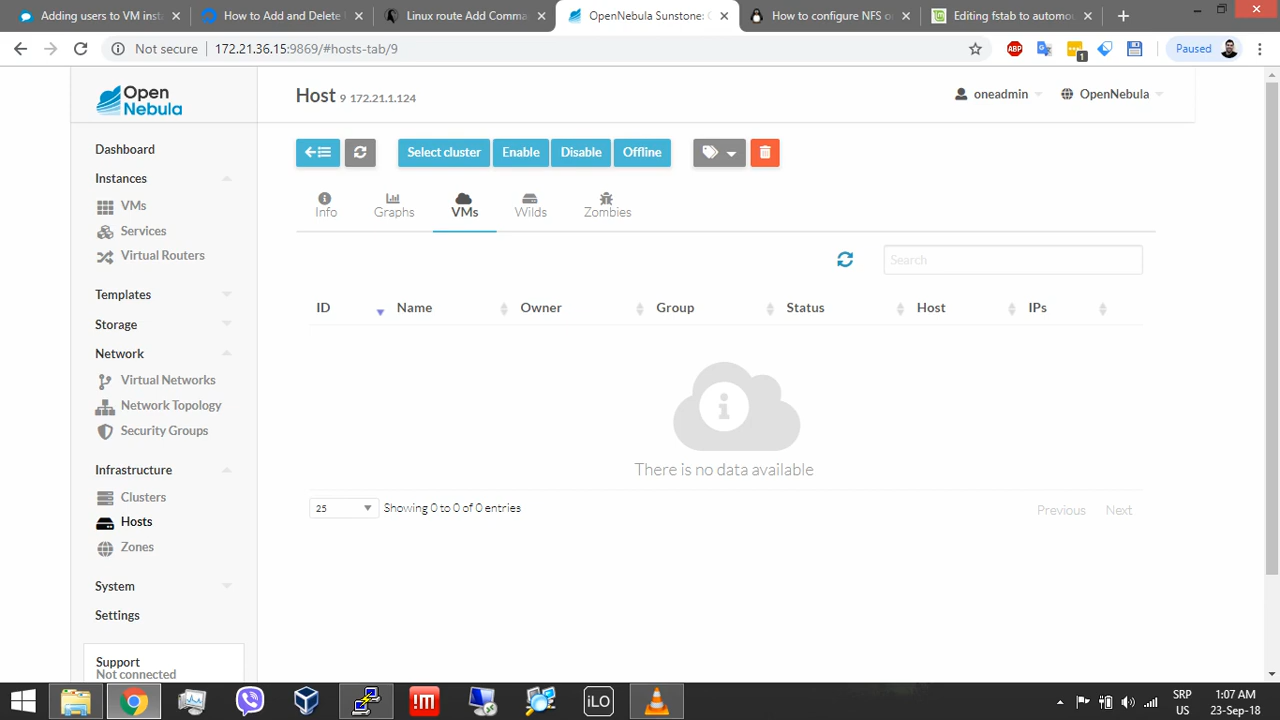 Adding users to VM inst
How to Add and Delete
Linux route Add Comma
OpenNebula Sunstone: 
How to configure NFS o
Editing fstab to automou
Not secure 172.21.36.15:9869/#hosts-tab/9
ABP
1
Paused
Open
Nebula
Host 9 172.21.1.124
oneadmin
OpenNebula
Select cluster
Enable
Disable
Offline
Info
Graphs
VMs
Wilds
Zombies
Search
ID Name Owner Group Status Host IPs
There is no data available
25 Showing 0 to 0 of 0 entries
Previous Next
Dashboard
Instances
VMs
Services
Virtual Routers
Templates
Storage
Network
Virtual Networks
Network Topology
Security Groups
Infrastructure
Clusters
Hosts
Zones
System
Settings
Support
Not connected
!M
iLO
SRP
US
1:07 AM
23-Sep-18